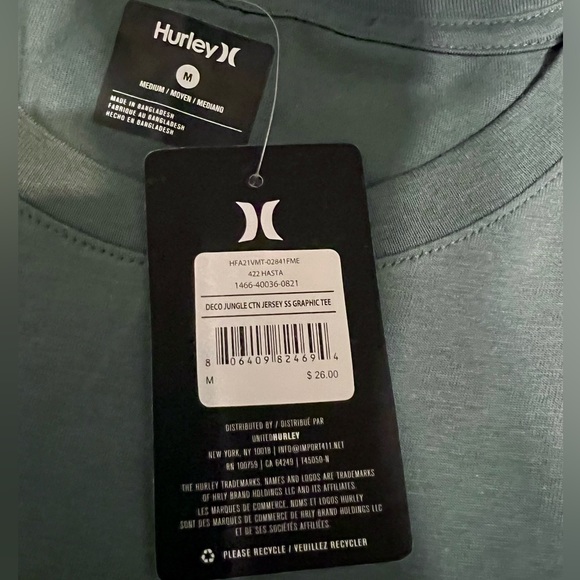 Hurley
M
MEDIUM / MOYEN / MEDIANO
MADE IN BANGLADESH
FABRIQUE AU BANGLADESH
HECHO EN BANGLADESH
HFA21VMT-02841FME
422 HASTA
1466-40036-0821
DECO JUNGLE CTN JERSEY SS GRAPHIC TEE
8 06409 82469 4
M $ 26.00
DISTRIBUTED BY / DISTRIBUÉ PAR
UNITEDHURLEY
NEW YORK, NY 10018 | INFO@IMPORT411.NET
RN 100759 | CA 64249 | T45050-N
THE HURLEY TRADEMARKS, NAMES AND LOGOS ARE TRADEMARKS
OF HRLY BRAND HOLDINGS LLC AND ITS AFFILIATES.
LES MARQUES DE COMMERCE, NOMS ET LOGOS HURLEY
SONT DES MARQUES DE COMMERCE DE HRLY BRAND HOLDINGS LLC
ET DE SES SOCIÉTÉS AFFILIÉES.
PLEASE RECYCLE / VEUILLEZ RECYCLER